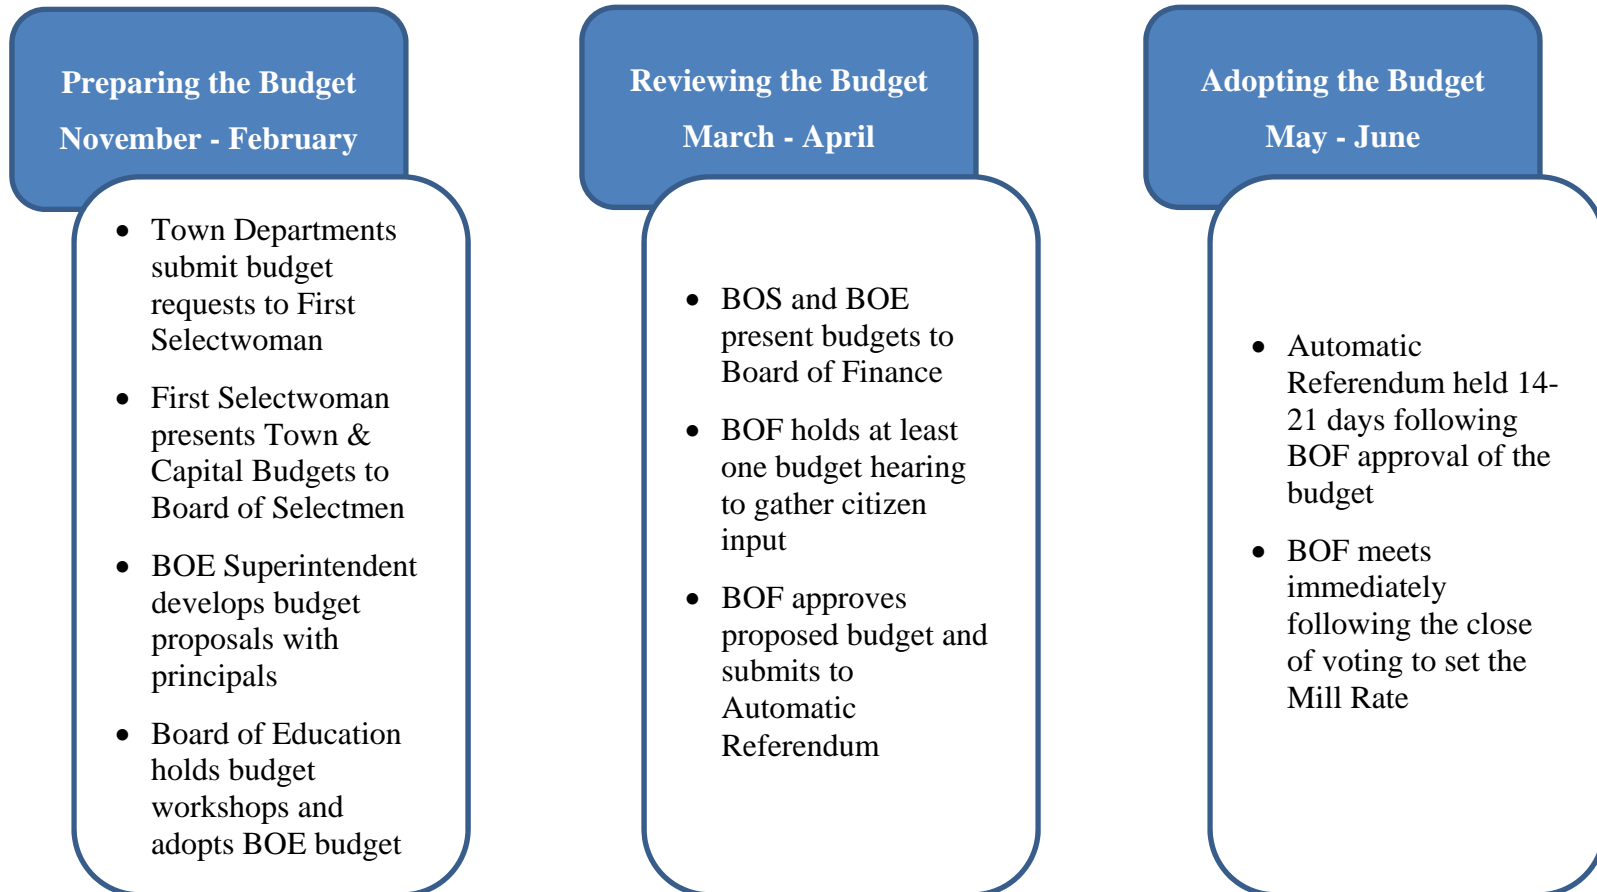 Preparing the Budget
November - February
• Town Departments
submit budget
requests to First
Selectwoman
• First Selectwoman
presents Town &
Capital Budgets to
Board of Selectmen
• BOE Superintendent
develops budget
proposals with
principals
• Board of Education
holds budget
workshops and
adopts BOE budget
Reviewing the Budget
March - April
• BOS and BOE
present budgets to
Board of Finance
• BOF holds at least
one budget hearing
to gather citizen
input
• BOF approves
proposed budget and
submits to
Automatic
Referendum
Adopting the Budget
May - June
• Automatic
Referendum held 14-
21 days following
BOF approval of the
budget
• BOF meets
immediately
following the close
of voting to set the
Mill Rate